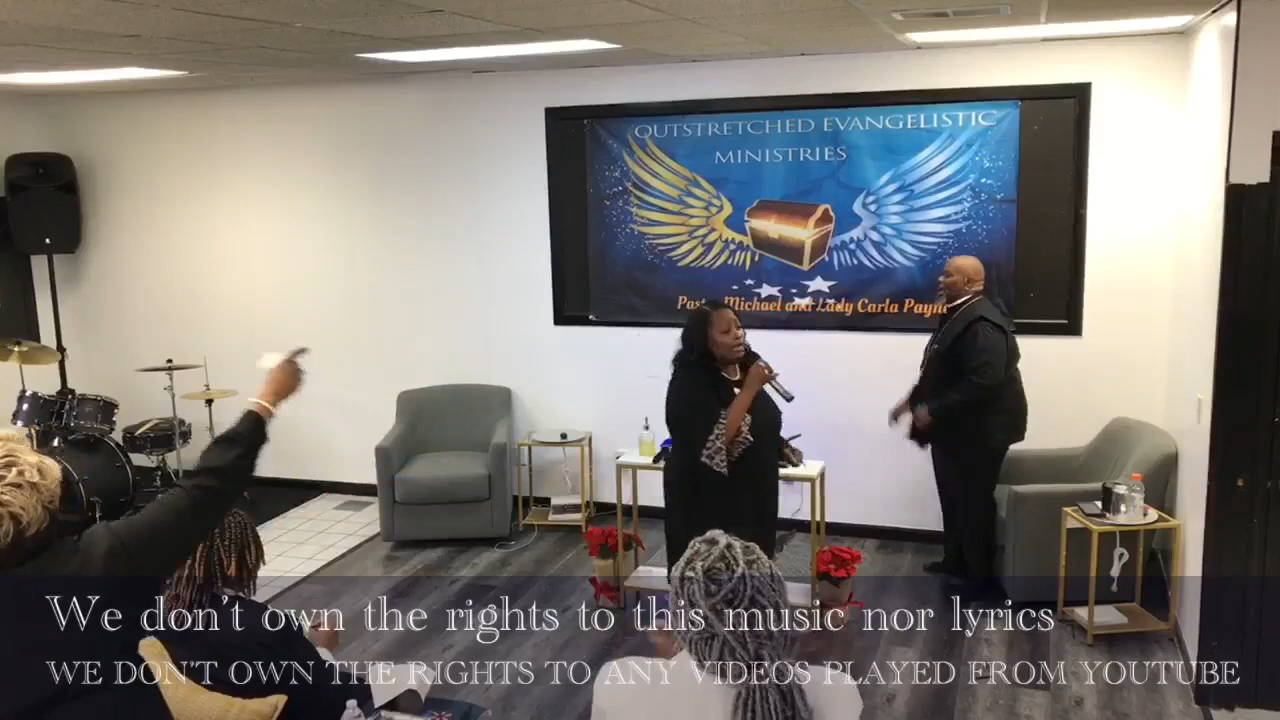 OUTSTRETCHED EVANGELISTIC
MINISTRIES
Michael and Lady Carla
We don't own the rights to this music nor lyrics
WE DON'T OWN THE RIGHTS TO ANY VIDEOS PLAYED FROM YOUTUBE